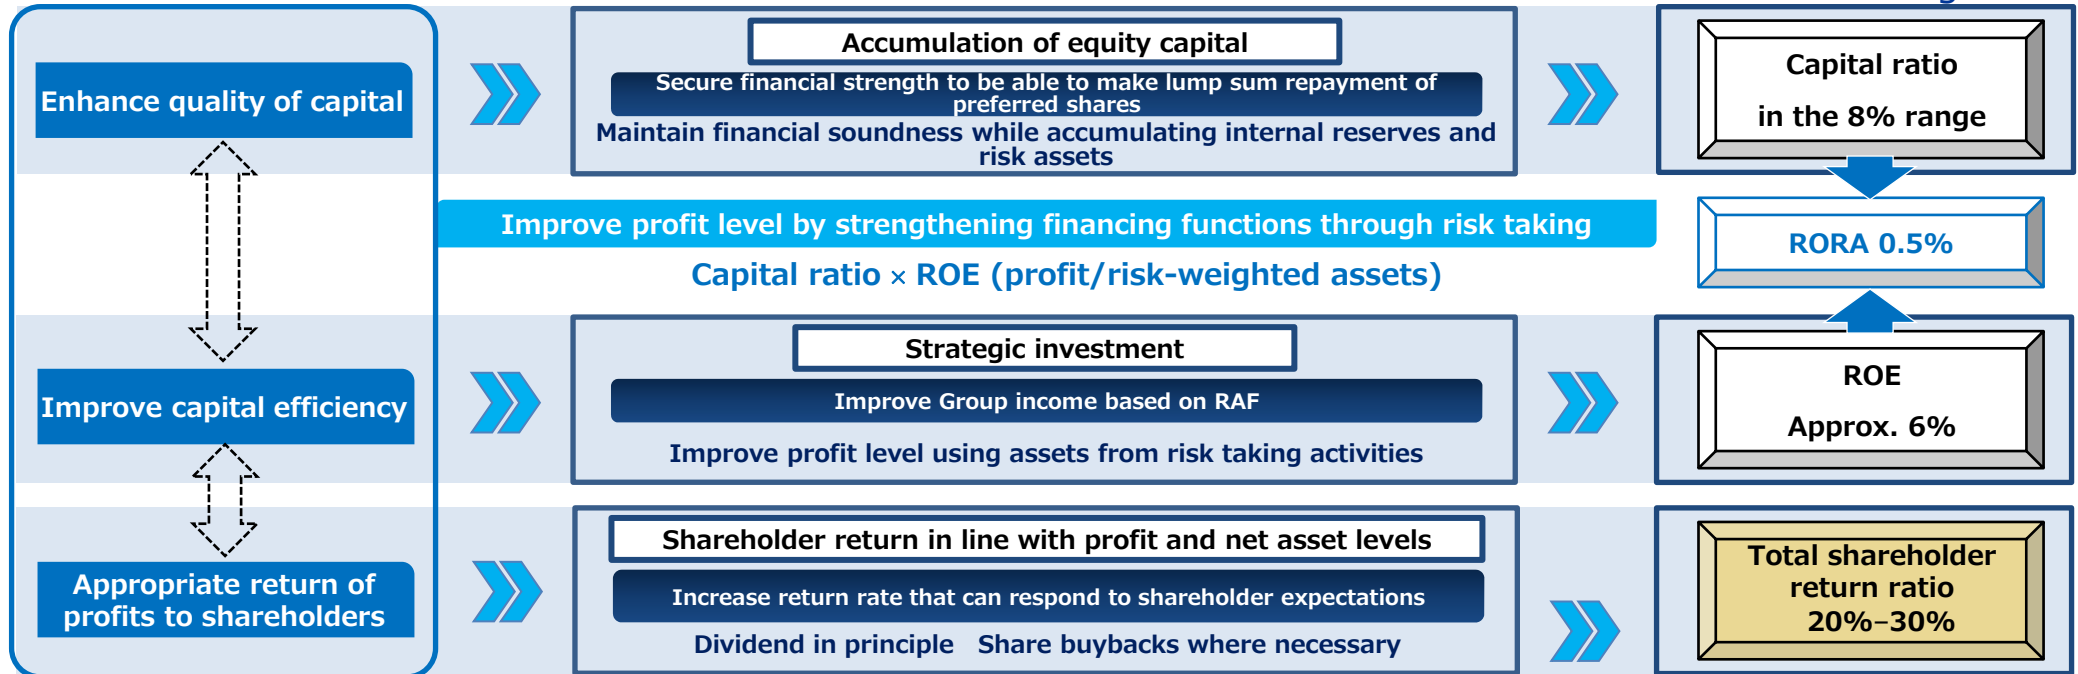 Enhance quality of capital
Accumulation of equity capital
Secure financial strength to be able to make lump sum repayment of
preferred shares
Maintain financial soundness while accumulating internal reserves and
risk assets
Capital ratio
in the 8% range
Improve profit level by strengthening financing functions through risk taking
Capital ratio × ROE (profit/risk-weighted assets)
RORA 0.5%
Improve capital efficiency
Strategic investment
Improve Group income based on RAF
Improve profit level using assets from risk taking activities
ROE
Approx. 6%
Appropriate return of
profits to shareholders
Shareholder return in line with profit and net asset levels
Increase return rate that can respond to shareholder expectations
Dividend in principle Share buybacks where necessary
Total shareholder
return ratio
20%–30%